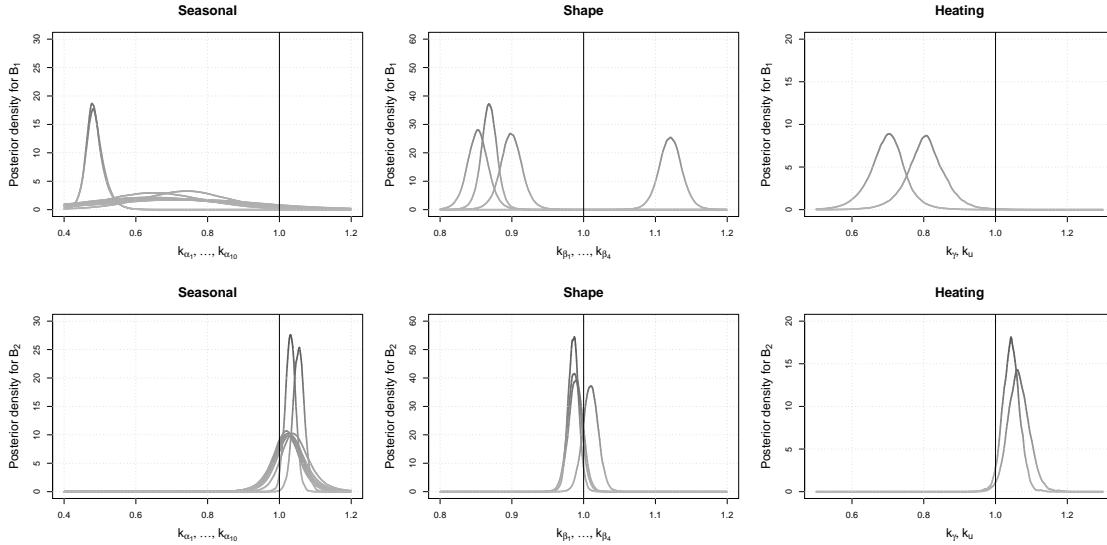 Seasonal
Shape
Heating
Posterior density for B1
0 5 10 15 20 25 30
0.4 0.6 0.8 1.0 1.2
kα1, ..., kα10
Posterior density for B1
0 10 20 30 40 50 60
0.8 0.9 1.0 1.1 1.2
kβ1, ..., kβ4
Posterior density for B1
0 5 10 15 20
0.6 0.8 1.0 1.2
kγ, ku
Seasonal
Shape
Heating
Posterior density for B2
0 5 10 15 20 25 30
0.4 0.6 0.8 1.0 1.2
kα1, ..., kα10
Posterior density for B2
0 10 20 30 40 50 60
0.8 0.9 1.0 1.1 1.2
kβ1, ..., kβ4
Posterior density for B2
0 5 10 15 20
0.6 0.8 1.0 1.2
kγ, ku